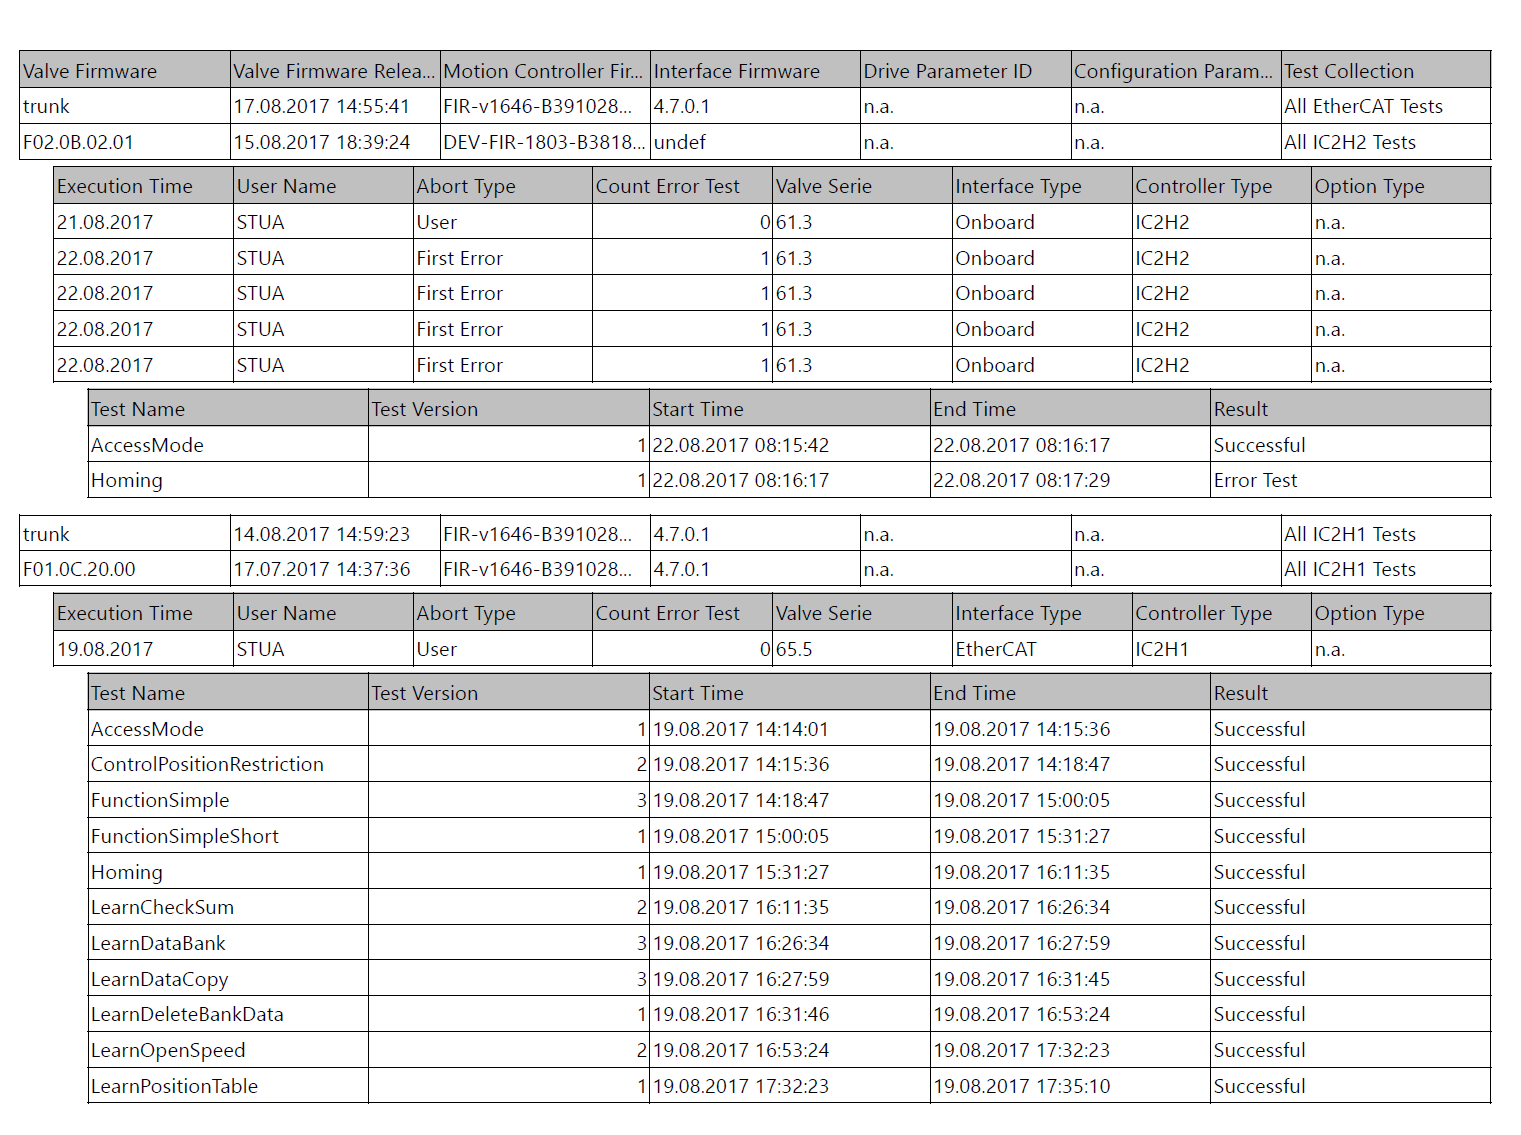 Valve Firmware Valve Firmware Relea... Motion Controller Fir... Interface Firmware Drive Parameter ID Configuration Param... Test Collection
trunk 17.08.2017 14:55:41 FIR-v1646-B391028... 4.7.0.1 n.a. n.a. All EtherCAT Tests
F02.0B.02.01 15.08.2017 18:39:24 DEV-FIR-1803-B3818... undef n.a. n.a. All IC2H2 Tests
Execution Time User Name Abort Type Count Error Test Valve Serie Interface Type Controller Type Option Type
21.08.2017 STUA User 0 61.3 Onboard IC2H2 n.a.
22.08.2017 STUA First Error 1 61.3 Onboard IC2H2 n.a.
22.08.2017 STUA First Error 1 61.3 Onboard IC2H2 n.a.
22.08.2017 STUA First Error 1 61.3 Onboard IC2H2 n.a.
22.08.2017 STUA First Error 1 61.3 Onboard IC2H2 n.a.
Test Name Test Version Start Time End Time Result
AccessMode 1 22.08.2017 08:15:42 22.08.2017 08:16:17 Successful
Homing 1 22.08.2017 08:16:17 22.08.2017 08:17:29 Error Test
trunk 14.08.2017 14:59:23 FIR-v1646-B391028... 4.7.0.1 n.a. n.a. All IC2H1 Tests
F01.0C.20.00 17.07.2017 14:37:36 FIR-v1646-B391028... 4.7.0.1 n.a. n.a. All IC2H1 Tests
Execution Time User Name Abort Type Count Error Test Valve Serie Interface Type Controller Type Option Type
19.08.2017 STUA User 0 65.5 EtherCAT IC2H1 n.a.
Test Name Test Version Start Time End Time Result
AccessMode 1 19.08.2017 14:14:01 19.08.2017 14:15:36 Successful
ControlPositionRestriction 2 19.08.2017 14:15:36 19.08.2017 14:18:47 Successful
FunctionSimple 3 19.08.2017 14:18:47 19.08.2017 15:00:05 Successful
FunctionSimpleShort 1 19.08.2017 15:00:05 19.08.2017 15:31:27 Successful
Homing 1 19.08.2017 15:31:27 19.08.2017 16:11:35 Successful
LearnCheckSum 2 19.08.2017 16:11:35 19.08.2017 16:26:34 Successful
LearnDataBank 3 19.08.2017 16:26:34 19.08.2017 16:27:59 Successful
LearnDataCopy 3 19.08.2017 16:27:59 19.08.2017 16:31:45 Successful
LearnDeleteBankData 1 19.08.2017 16:31:46 19.08.2017 16:53:24 Successful
LearnOpenSpeed 2 19.08.2017 16:53:24 19.08.2017 17:32:23 Successful
LearnPositionTable 1 19.08.2017 17:32:23 19.08.2017 17:35:10 Successful